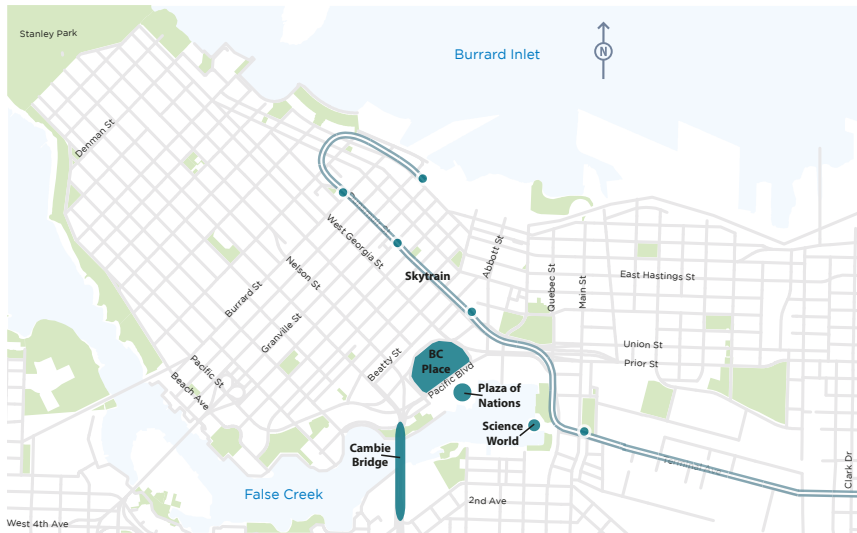 Stanley Park
Burrard Inlet
N
Denman St
West Georgia St
Abbott St
Skytrain
East Hastings St
Quebec St
Main St
Nelson St
Burrard St
Granville St
Union St
Prior St
BC
Place
Beatty St
Pacific Blvd
Pacific St
Beach Ave
Plaza of
Nations
Science
World
Cambie
Bridge
Clark Dr
False Creek
2nd Ave
West 4th Ave